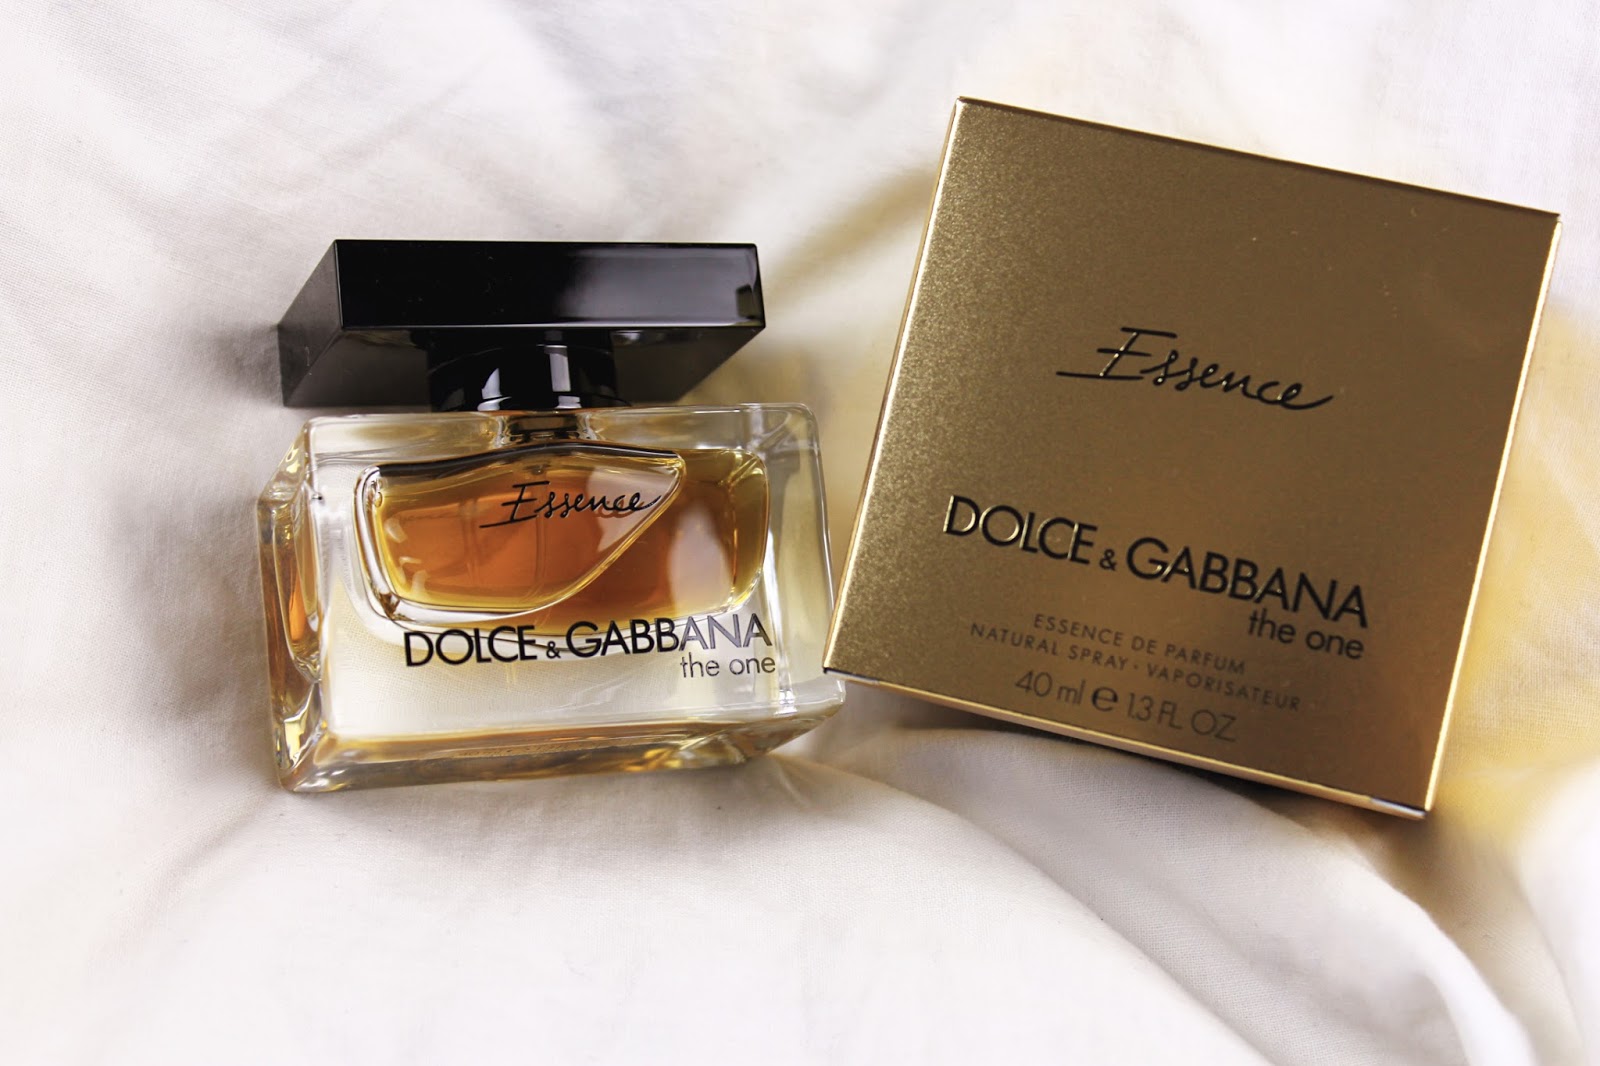 Essence
DOLCE & GABBANA
the one
Essence
DOLCE & GABBANA
the one
ESSENCE DE PARFUM
NATURAL SPRAY · VAPORISATEUR
40 ml e 1.3 FL OZ